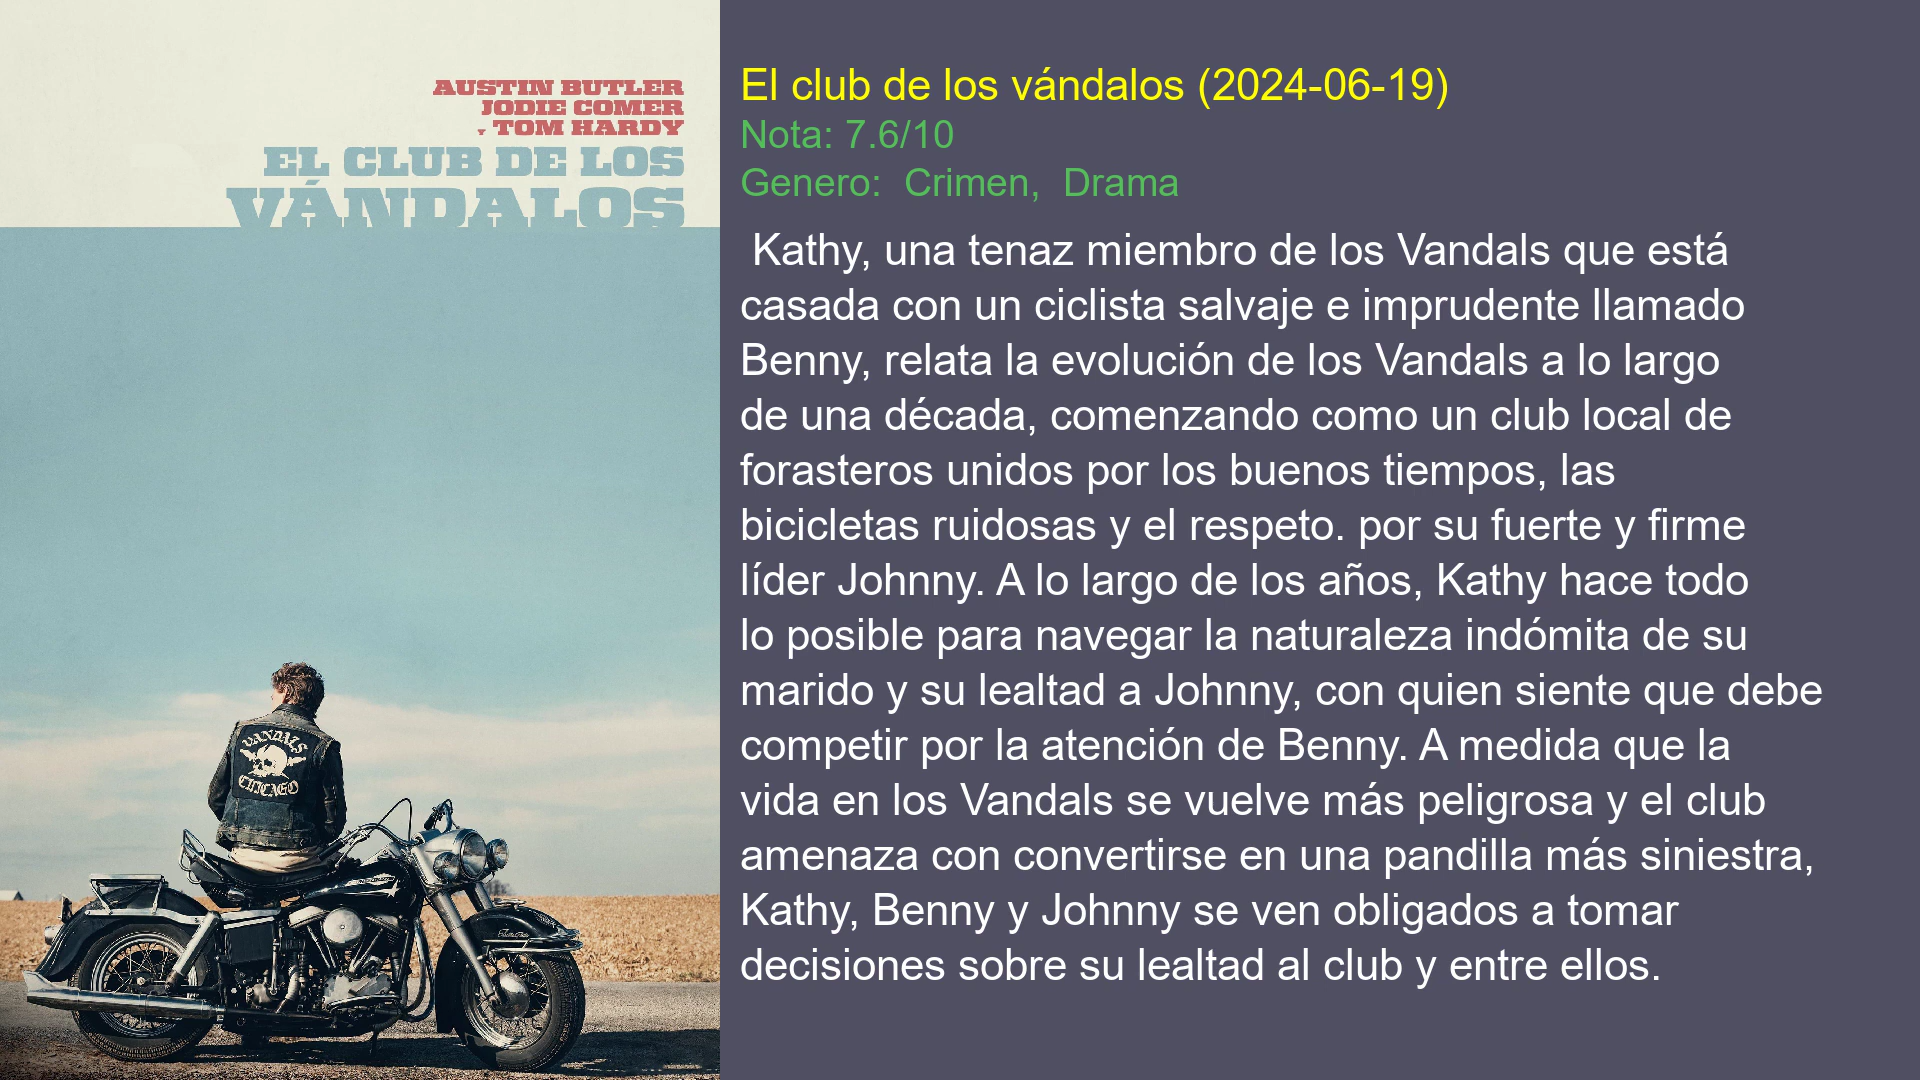 AUSTIN BUTLER
JODIE COMER
Y TOM HARDY
EL CLUB DE LOS
VÁNDALOS
VANDALS
CHICAGO
El club de los vándalos (2024-06-19)
Nota: 7.6/10
Genero: Crimen, Drama
Kathy, una tenaz miembro de los Vandals que está
casada con un ciclista salvaje e imprudente llamado
Benny, relata la evolución de los Vandals a lo largo
de una década, comenzando como un club local de
forasteros unidos por los buenos tiempos, las
bicicletas ruidosas y el respeto. por su fuerte y firme
líder Johnny. A lo largo de los años, Kathy hace todo
lo posible para navegar la naturaleza indómita de su
marido y su lealtad a Johnny, con quien siente que debe
competir por la atención de Benny. A medida que la
vida en los Vandals se vuelve más peligrosa y el club
amenaza con convertirse en una pandilla más siniestra,
Kathy, Benny y Johnny se ven obligados a tomar
decisiones sobre su lealtad al club y entre ellos.